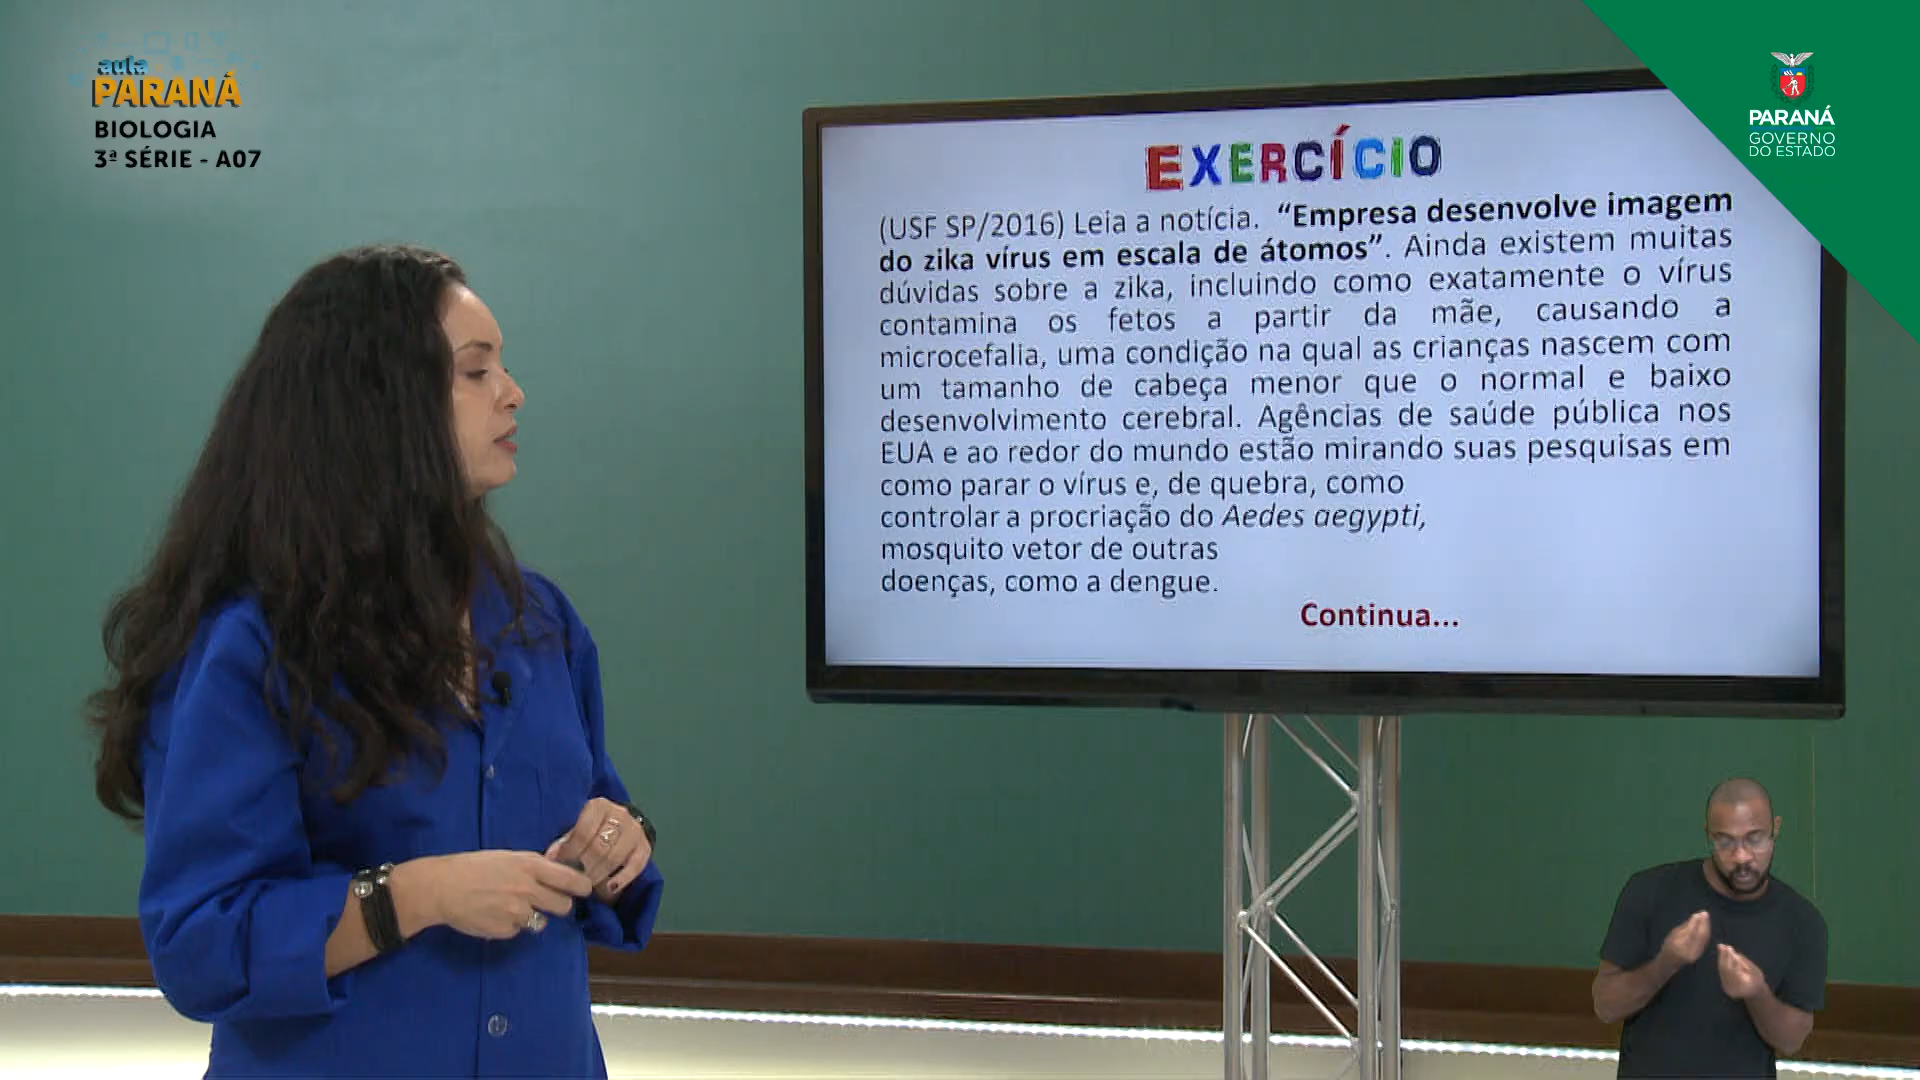 aula
PARANÁ
BIOLOGIA
3ª SÉRIE - A07
PARANÁ
GOVERNO
DO ESTADO
EXERCÍCIO
(USF SP/2016) Leia a notícia. “Empresa desenvolve imagem
do zika vírus em escala de átomos”. Ainda existem muitas
dúvidas sobre a zika, incluindo como exatamente o vírus
contamina os fetos a partir da mãe, causando a
microcefalia, uma condição na qual as crianças nascem com
um tamanho de cabeça menor que o normal e baixo
desenvolvimento cerebral. Agências de saúde pública nos
EUA e ao redor do mundo estão mirando suas pesquisas em
como parar o vírus e, de quebra, como
controlar a procriação do Aedes aegypti,
mosquito vetor de outras
doenças, como a dengue.
Continua...